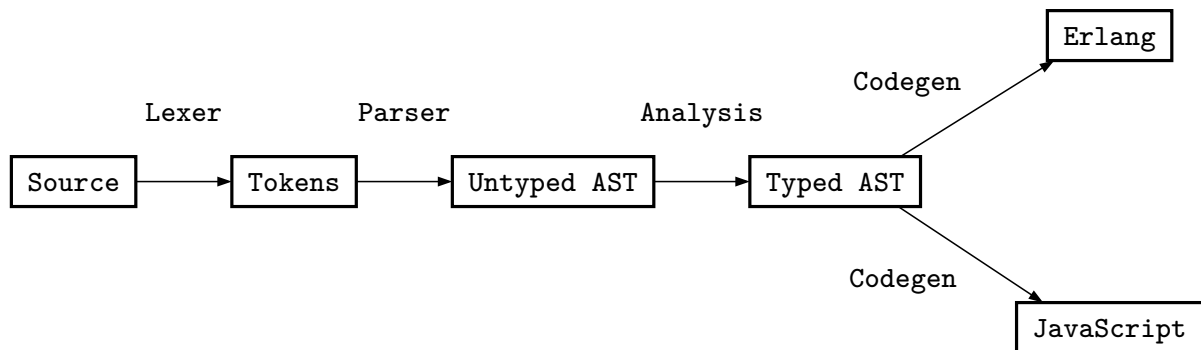 Erlang
Codegen
Lexer
Parser
Analysis
Source
Tokens
Untyped AST
Typed AST
Codegen
JavaScript